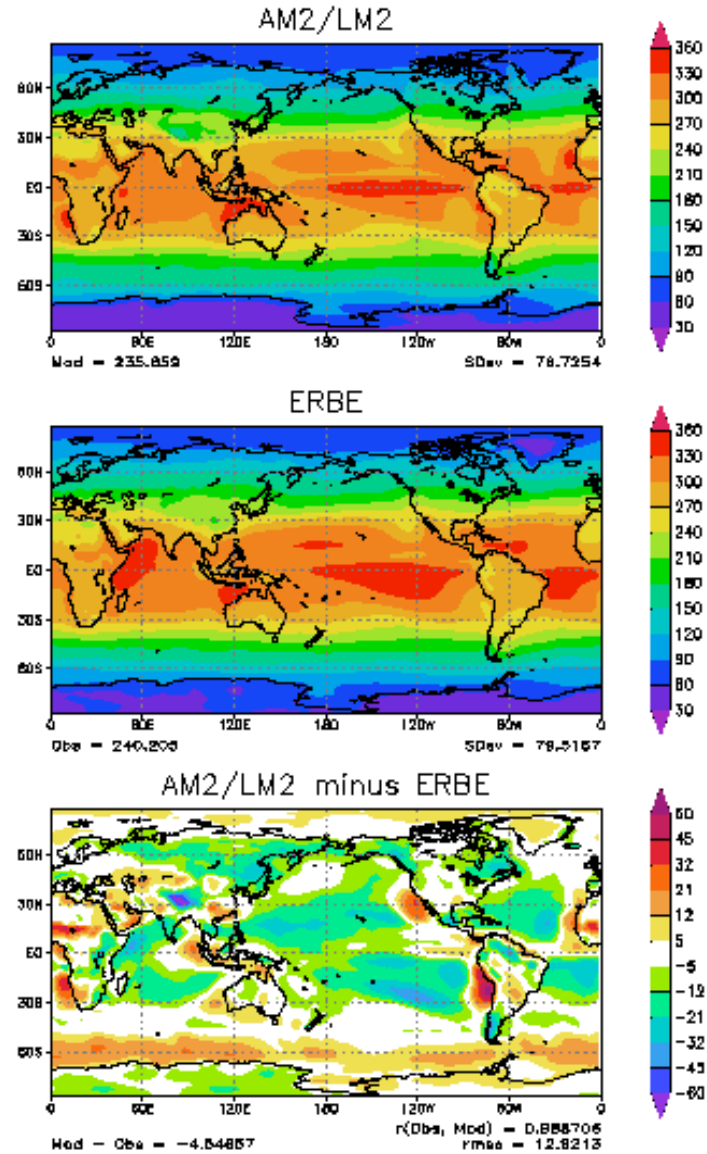 AM2/LM2
60N
30N
EQ
30S
60S
0
60E
120E
180
120W
60W
0
Mod = 235.659
SDev = 78.7254
360
330
300
270
240
210
180
150
120
90
60
30
ERBE
60N
30N
EQ
30S
60S
0
60E
120E
180
120W
60W
0
Obs = 240.205
SDev = 79.5167
360
330
300
270
240
210
180
150
120
90
60
30
AM2/LM2 minus ERBE
60N
30N
EQ
30S
60S
0
60E
120E
180
120W
60W
0
r(Obs, Mod) = 0.988706
Mod - Obs = -4.54657
rmse = 12.8213
60
45
32
21
12
5
-5
-12
-21
-32
-45
-60